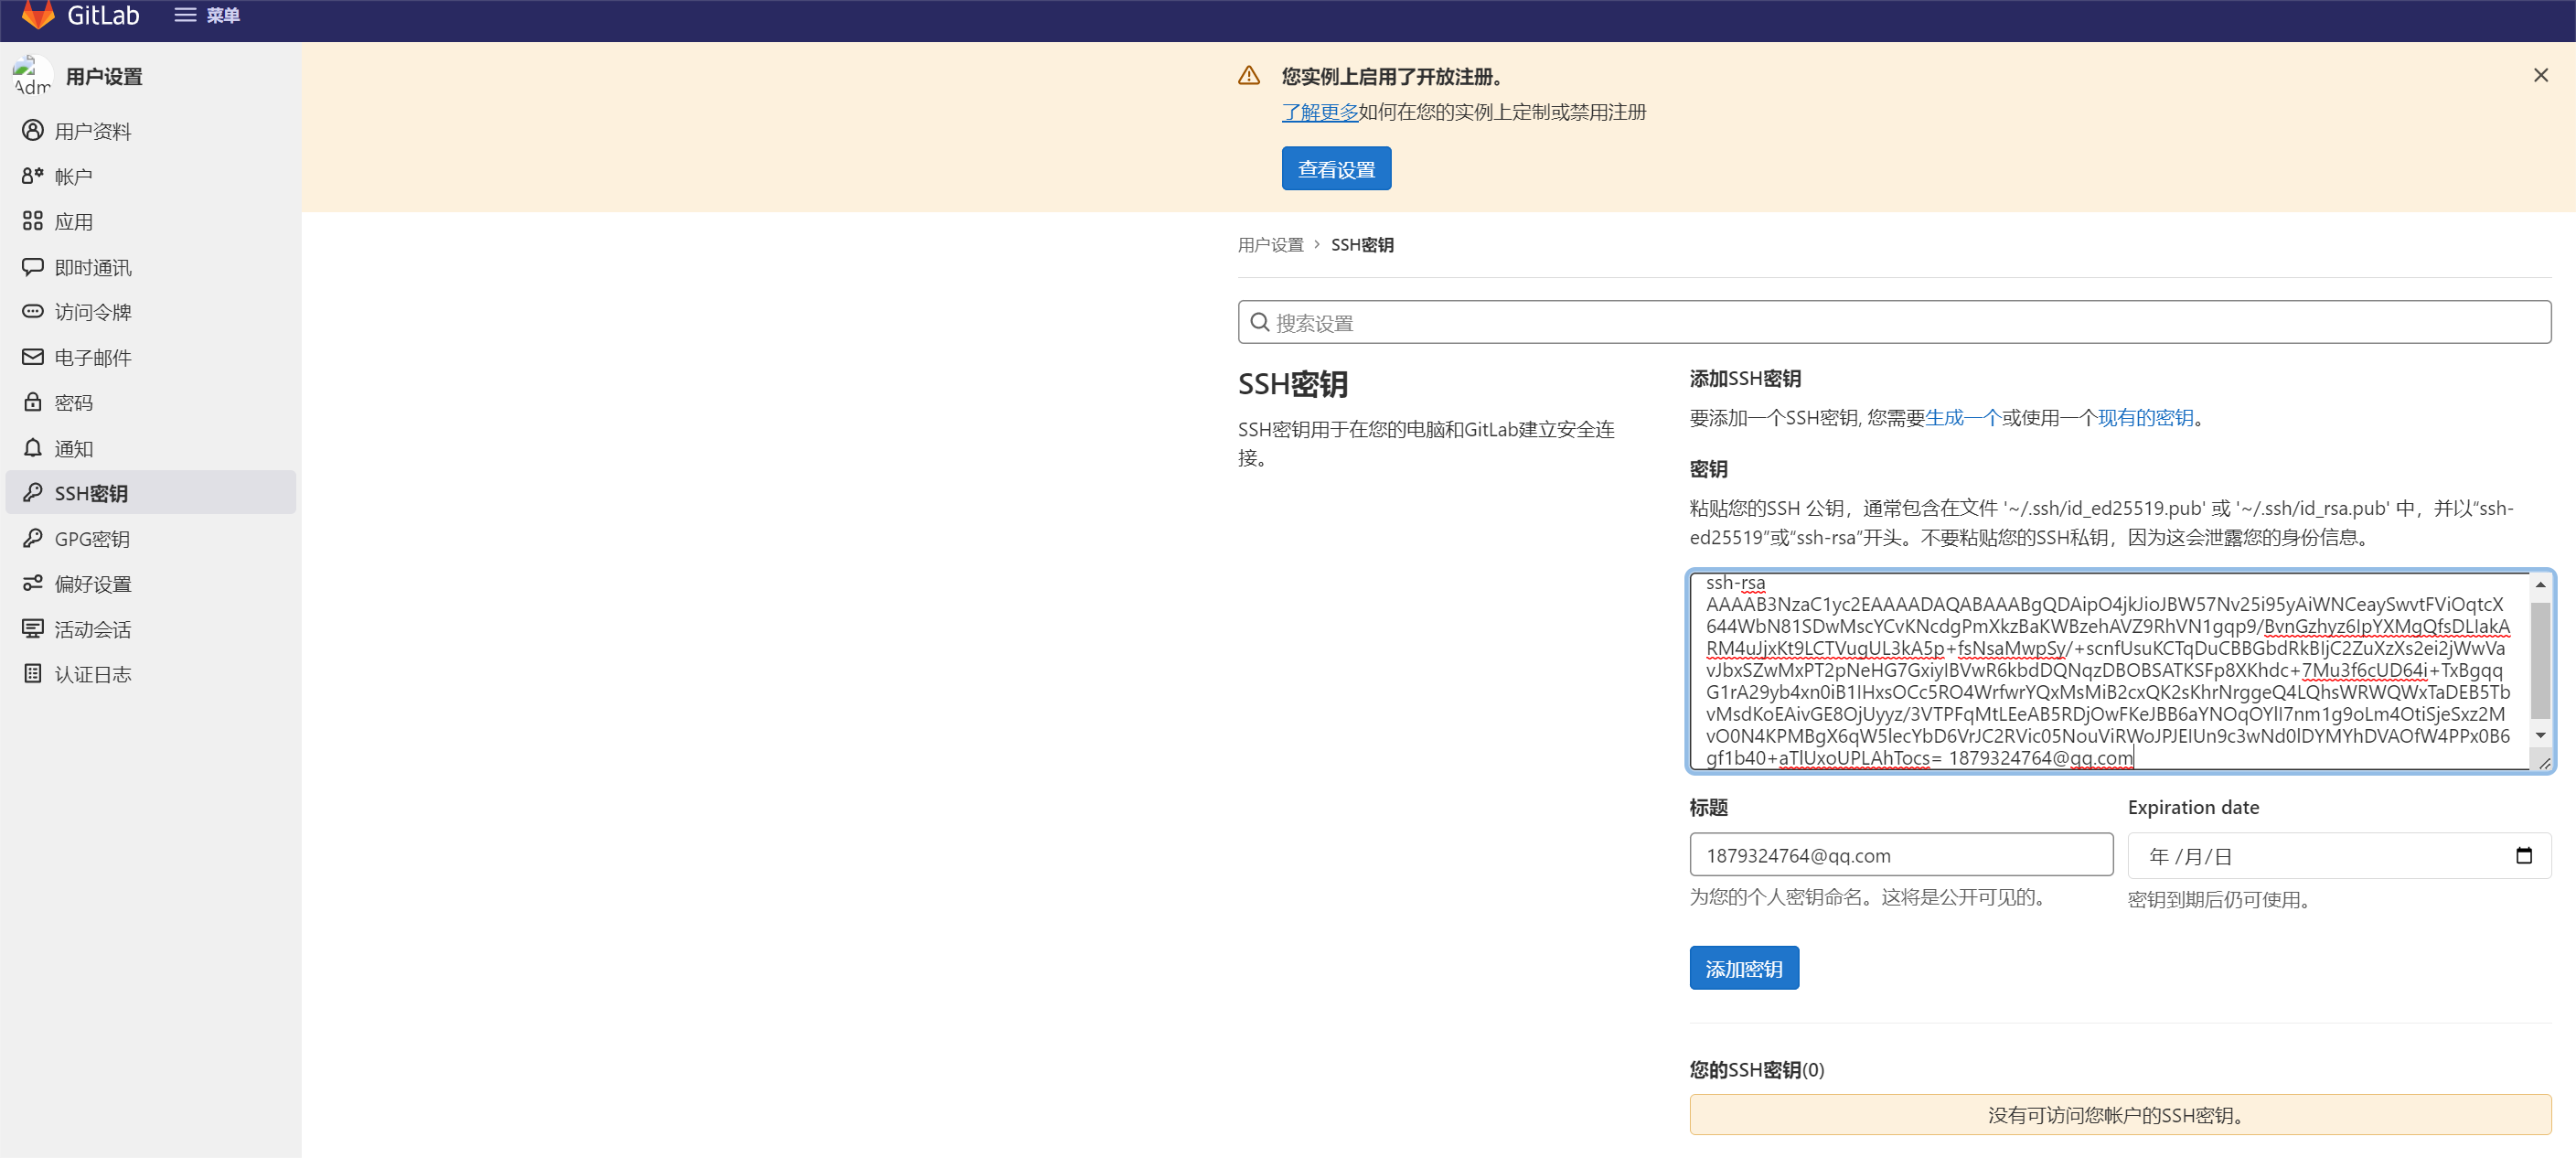 GitLab 菜单
Adm 用户设置
用户资料
帐户
应用
即时通讯
访问令牌
电子邮件
密码
通知
SSH密钥
GPG密钥
偏好设置
活动会话
认证日志
您实例上启用了开放注册。
了解更多如何在您的实例上定制或禁用注册
查看设置
用户设置 › SSH密钥
搜索设置
SSH密钥
SSH密钥用于在您的电脑和GitLab建立安全连
接。
添加SSH密钥
要添加一个SSH密钥, 您需要生成一个或使用一个现有的密钥。
密钥
粘贴您的SSH 公钥，通常包含在文件 '~/.ssh/id_ed25519.pub' 或 '~/.ssh/id_rsa.pub' 中，并以“ssh-
ed25519”或“ssh-rsa”开头。不要粘贴您的SSH私钥，因为这会泄露您的身份信息。
ssh-rsa
AAAAB3NzaC1yc2EAAAADAQABAAABgQDAipO4jkJioJBW57Nv25i95yAiWNCeaySwvtFViOqtcX
644WbN81SDwMscYCvKNcdgPmXkzBaKWBzehAVZ9RhVN1gqp9/BvnGzhyz6IpYXMgQfsDLIakA
RM4uJjxKt9LCTVugUL3kA5p+fsNsaMwpSy/+scnfUsuKCTqDuCBBGbdRkBIjC2ZuXzXs2ei2jWwVa
vJbxSZwMxPT2pNeHG7GxiyIBVwR6kbdDQNqzDBOBSATKSFp8XKhdc+7Mu3f6cUD64i+TxBgqq
G1rA29yb4xn0iB1IHxsOCc5RO4WrfwrYQxMsMiB2cxQK2sKhrNrggeQ4LQhsWRWQWxTaDEB5Tb
vMsdKoEAivGE8OjUyyz/3VTPFqMtLEeAB5RDjOwFKeJBB6aYNOqOYlI7nm1g9oLm4OtiSjeSxz2M
vO0N4KPMBgX6qW5lecYbD6VrJC2RVic05NouViRWoJPJEIUn9c3wNd0lDYMYhDVAOfW4PPx0B6
gf1b40+aTlUxoUPLAhTocs= 1879324764@qq.com
标题
Expiration date
1879324764@qq.com
年 /月/日
为您的个人密钥命名。这将是公开可见的。
密钥到期后仍可使用。
添加密钥
您的SSH密钥(0)
没有可访问您帐户的SSH密钥。